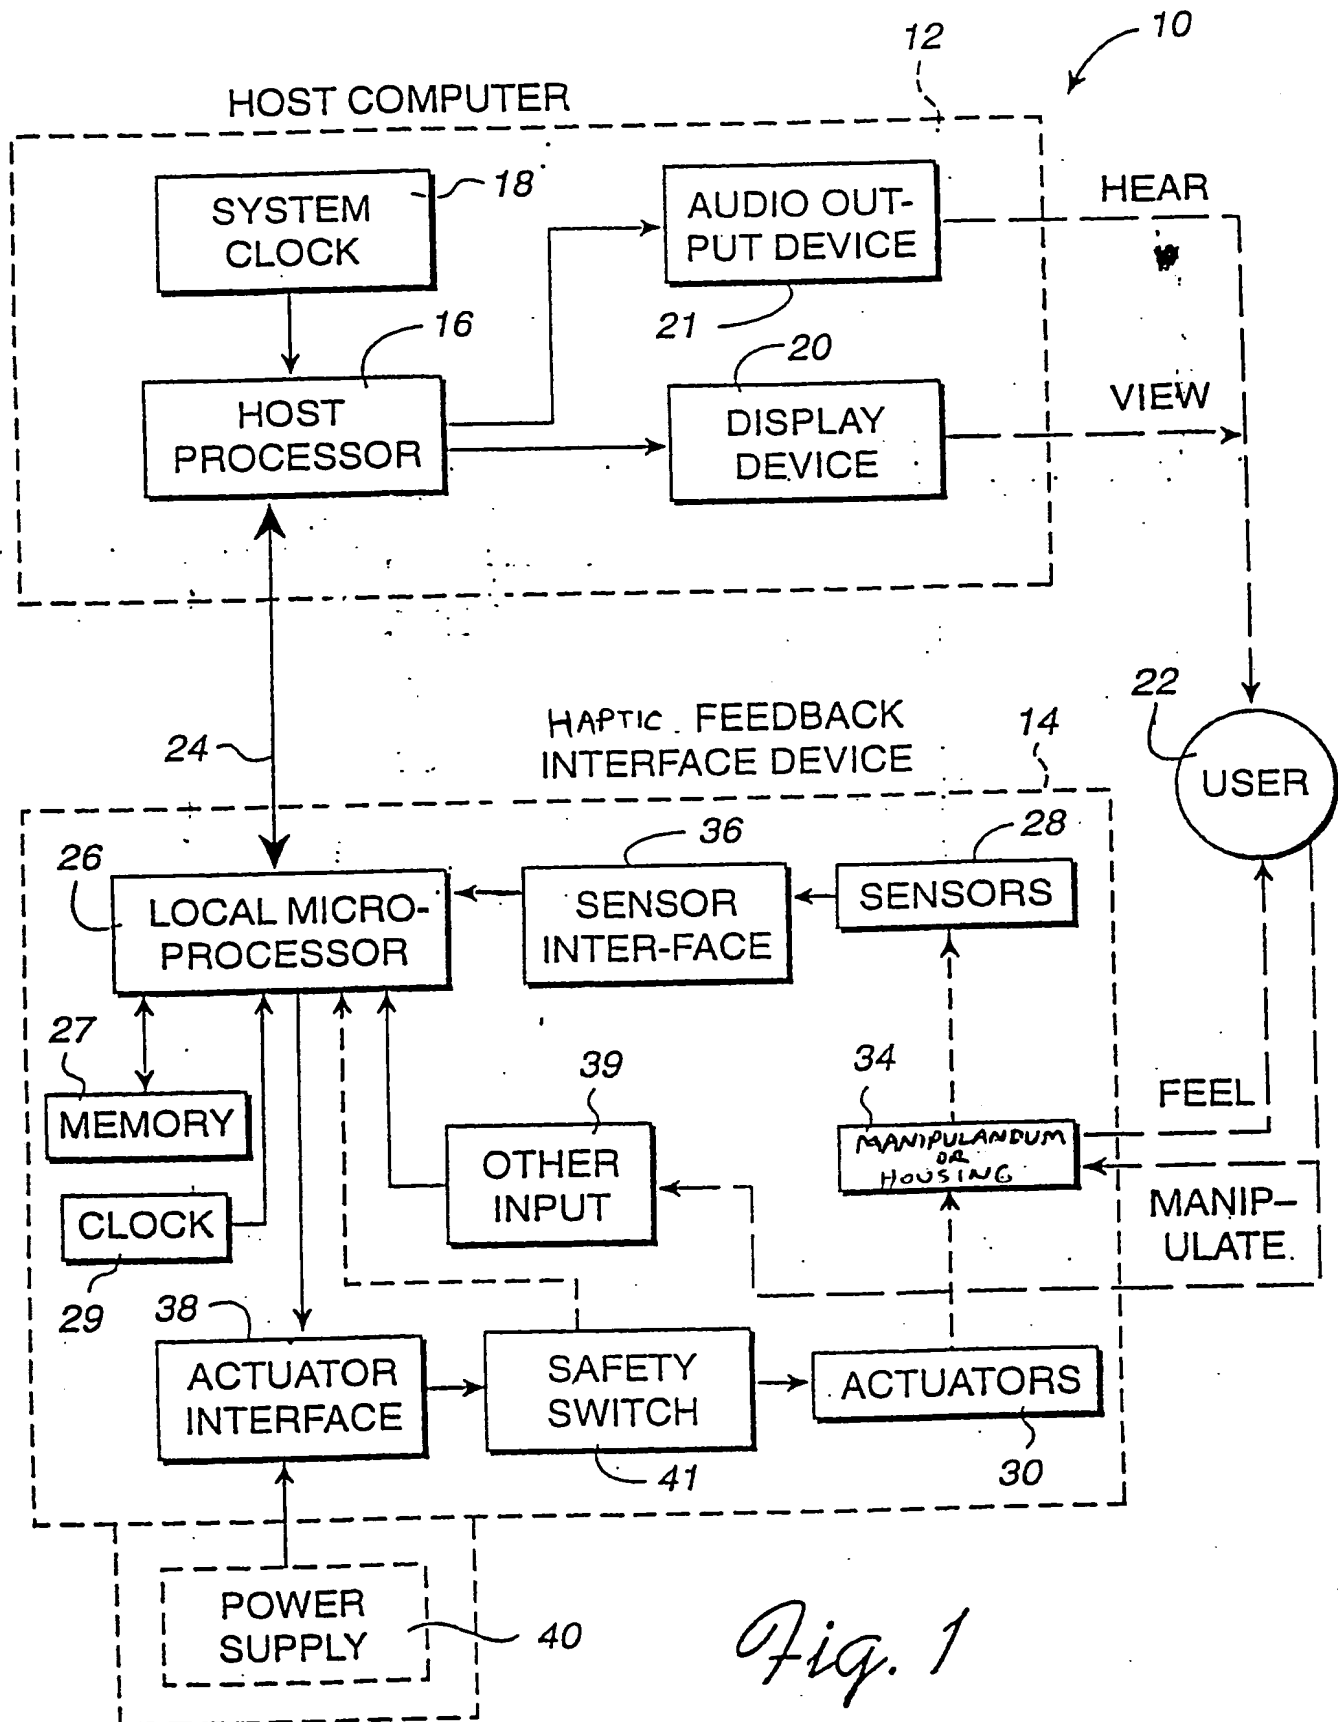 10
12
HOST COMPUTER
SYSTEM
CLOCK
18
AUDIO OUT-
PUT DEVICE
21
HEAR
16
HOST
PROCESSOR
20
DISPLAY
DEVICE
VIEW
24
HAPTIC FEEDBACK
INTERFACE DEVICE
14
22
USER
26
LOCAL MICRO-
PROCESSOR
36
SENSOR
INTER-FACE
28
SENSORS
27
MEMORY
CLOCK
29
39
OTHER
INPUT
34
MANIPULANDUM
OR
HOUSING
FEEL
MANIP-
ULATE.
38
ACTUATOR
INTERFACE
SAFETY
SWITCH
41
ACTUATORS
30
POWER
SUPPLY
40
Fig. 1